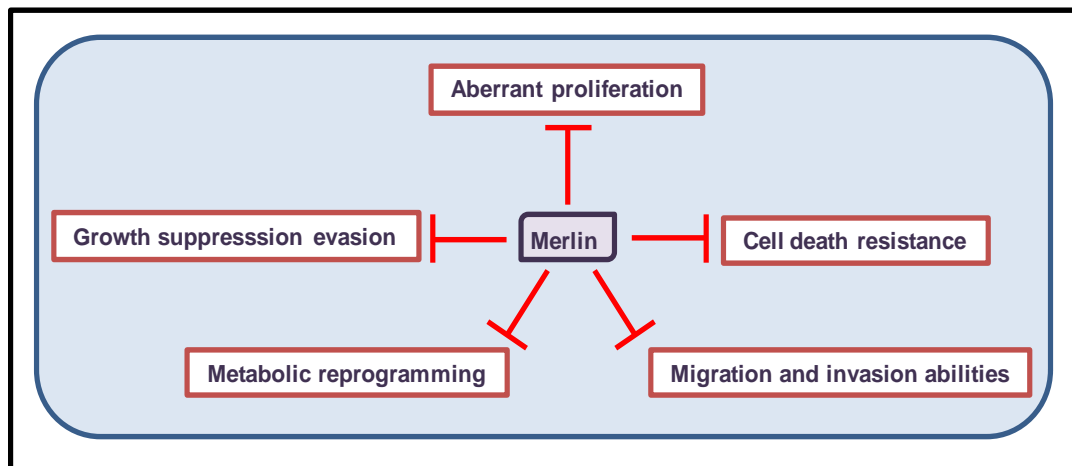 Aberrant proliferation
Growth suppresssion evasion
Merlin
Cell death resistance
Metabolic reprogramming
Migration and invasion abilities